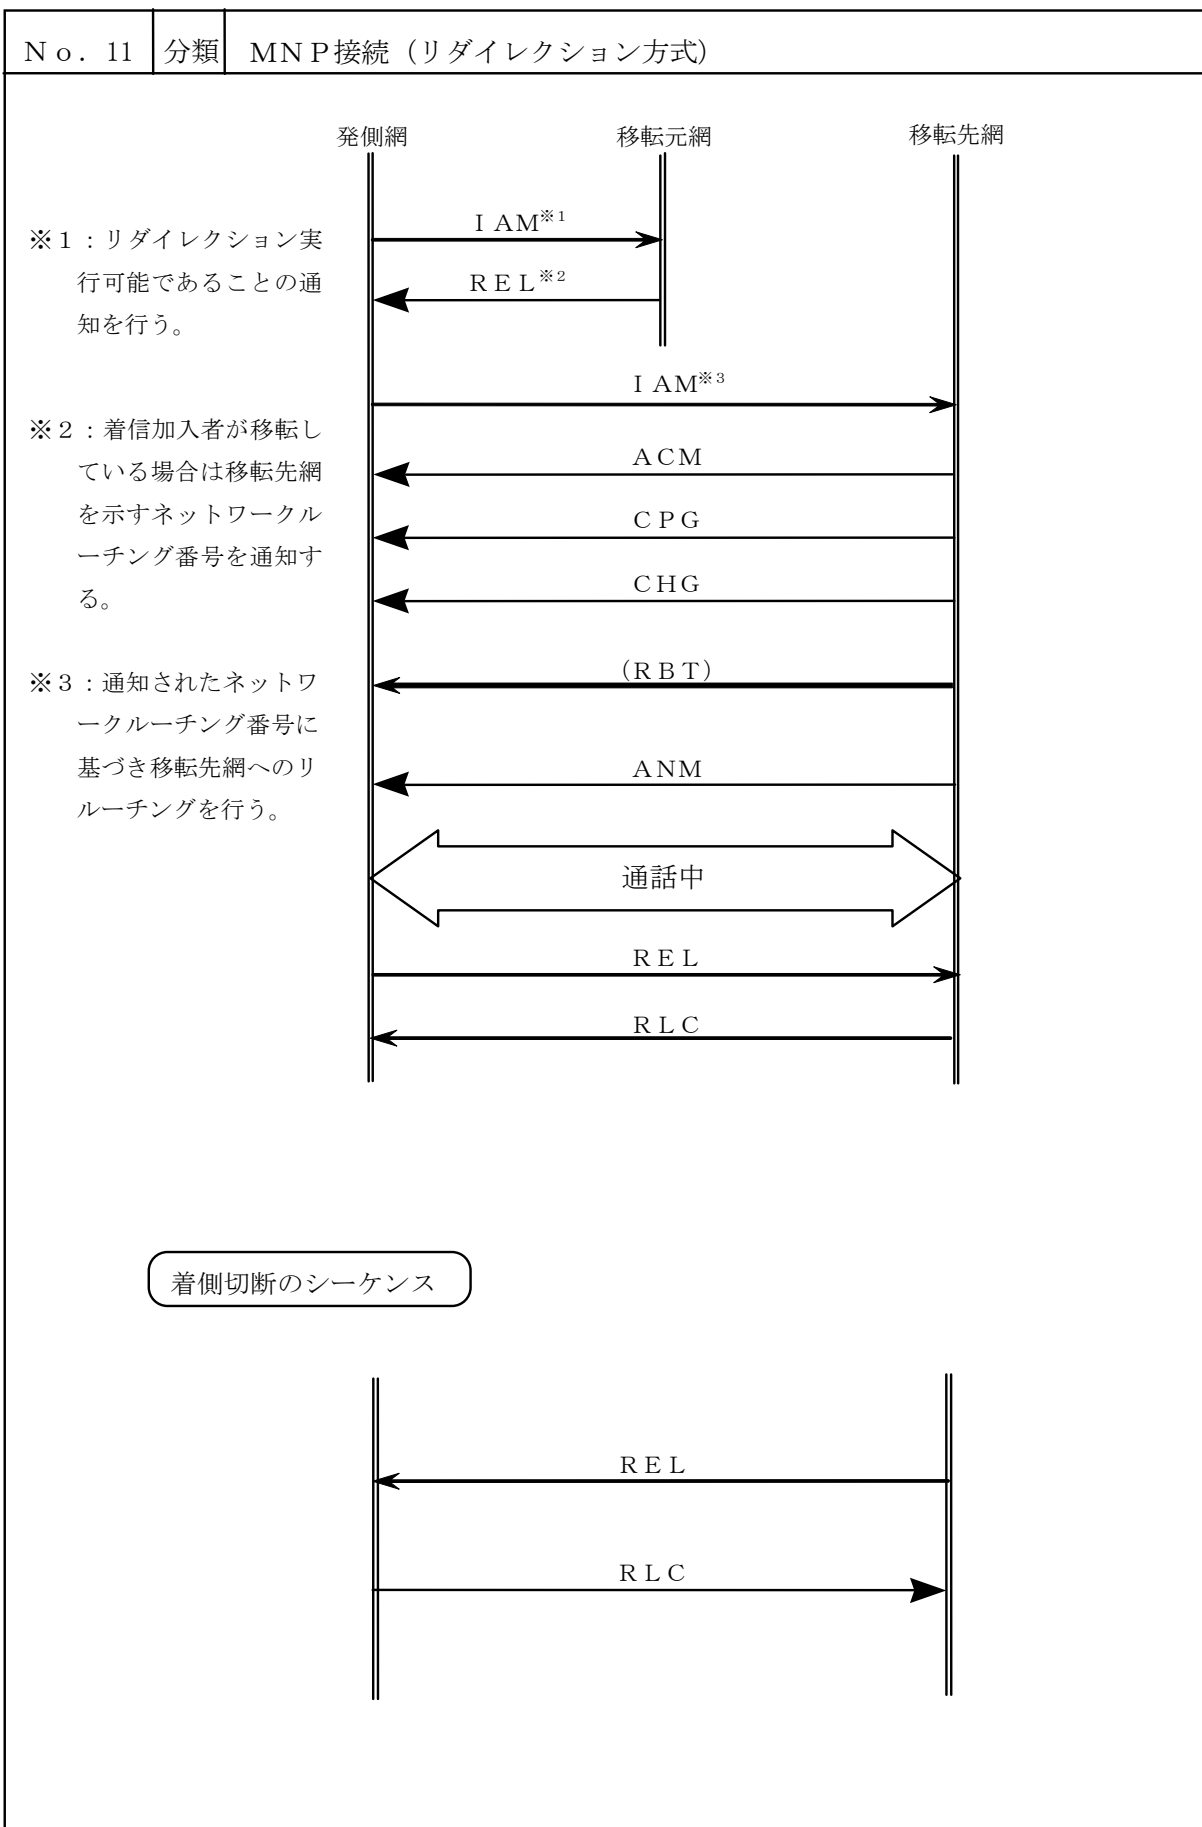 Ｎｏ．11 分類 ＭＮＰ接続（リダイレクション方式）
発側網 移転元網 移転先網
ＩＡＭ※１
※１：リダイレクション実
行可能であることの通
知を行う。
ＲＥＬ※２
ＩＡＭ※３
※２：着信加入者が移転し
ている場合は移転先網
を示すネットワークル
ーチング番号を通知す
る。
ＡＣＭ
ＣＰＧ
ＣＨＧ
（ＲＢＴ）
※３：通知されたネットワ
ークルーチング番号に
基づき移転先網へのリ
ルーチングを行う。
ＡＮＭ
通話中
ＲＥＬ
ＲＬＣ
着側切断のシーケンス
ＲＥＬ
ＲＬＣ